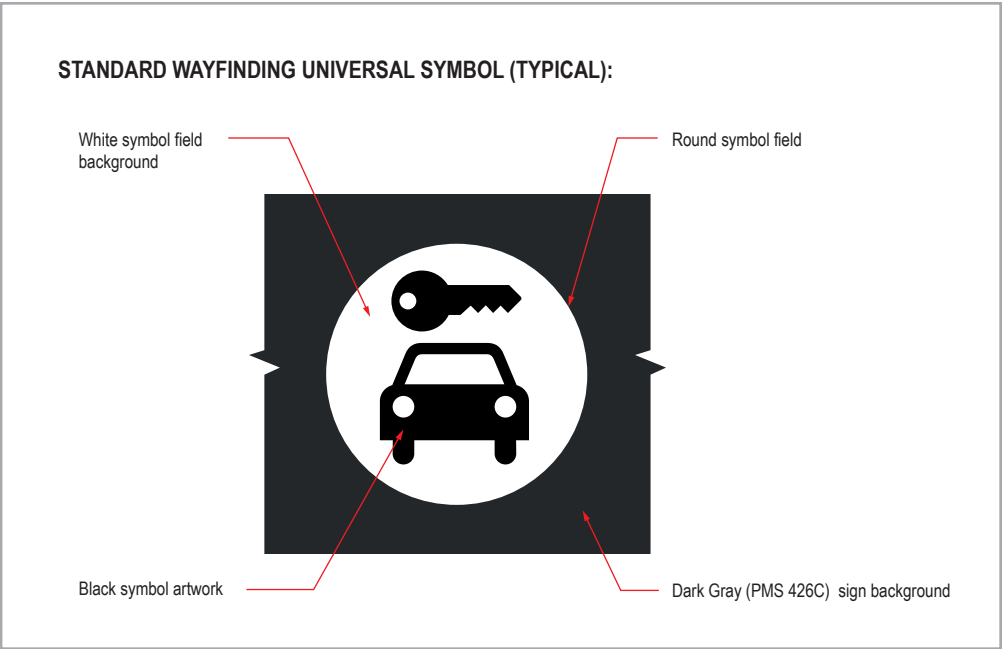 STANDARD WAYFINDING UNIVERSAL SYMBOL (TYPICAL):
White symbol field
background
Round symbol field
Black symbol artwork
Dark Gray (PMS 426C)  sign background